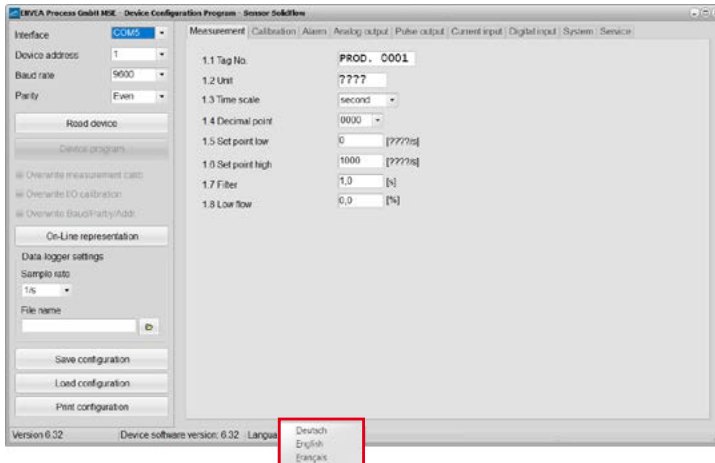 ENVEA Process GmbH MSE - Device Configuration Program - Sensor Solidflow
Interface COM5
Device address 1
Baud rate 9600
Parity Even
Read device
Device program
Overwrite measurement calib.
Overwrite I/O calibration
Overwrite Baud/Parity/Addr.
On-Line representation
Data logger settings
Sample rate
1/s
File name
Save configuration
Load configuration
Print configuration
Measurement Calibration Alarm Analog output Pulse output Current input Digital input System Service
1.1 Tag No. PROD. 0001
1.2 Unit ????
1.3 Time scale second
1.4 Decimal point 0000
1.5 Set point low 0 [????/s]
1.6 Set point high 1000 [????/s]
1.7 Filter 1,0 [s]
1.8 Low flow 0,0 [%]
Version 6.32 Device software version: 6.32 Langua
Deutsch
English
Français